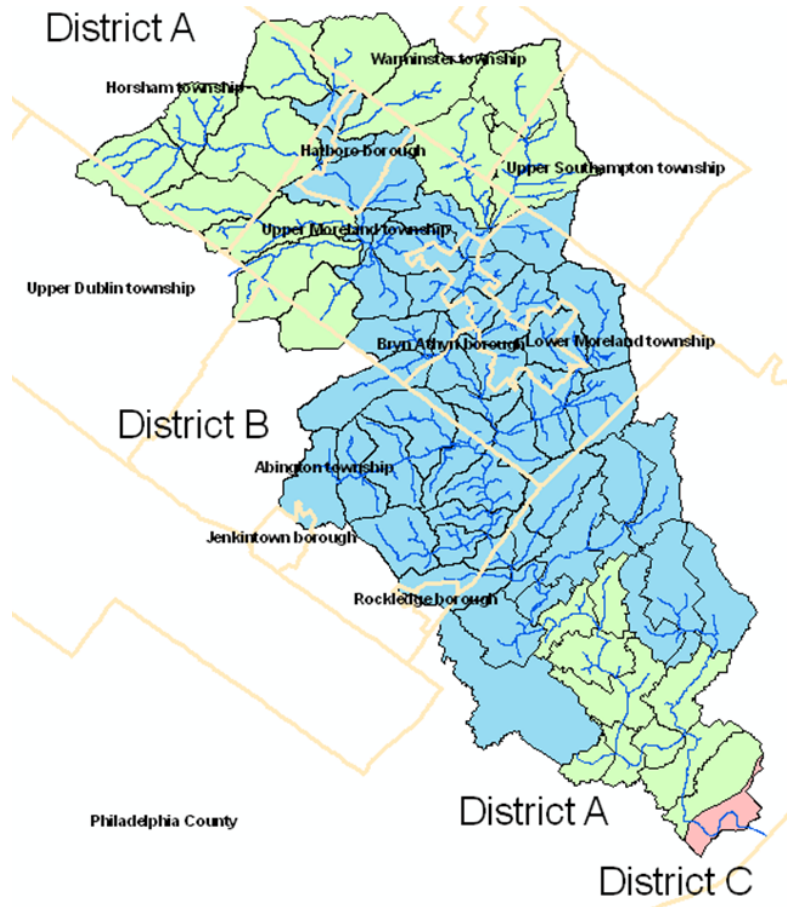 District A
Warminster township
Horsham township
Hatboro borough
Upper Southampton township
Upper Moreland township
Upper Dublin township
Bryn Athyn borough
Lower Moreland township
District B
Abington township
Jenkintown borough
Rockledge borough
District A
Philadelphia County
District C